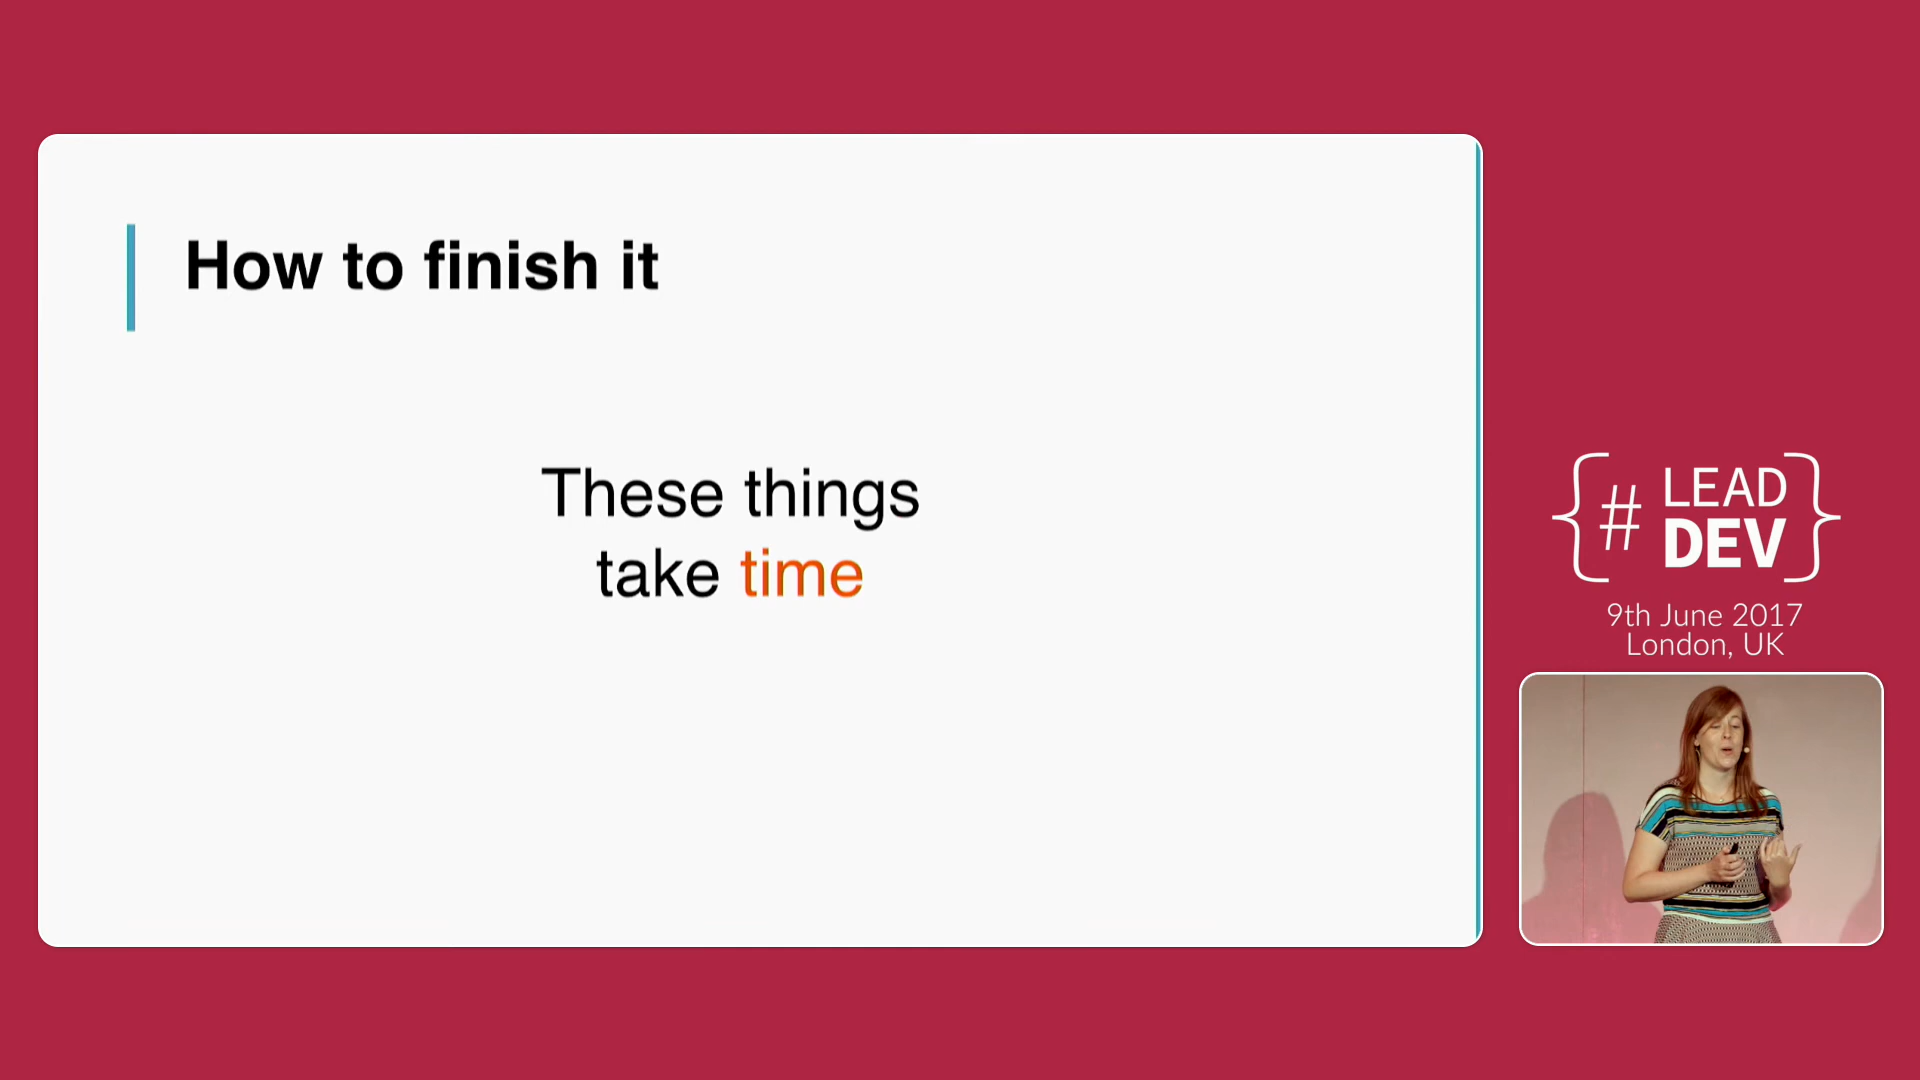 How to finish it
These things
take time
{# LEAD
DEV}
9th June 2017
London, UK